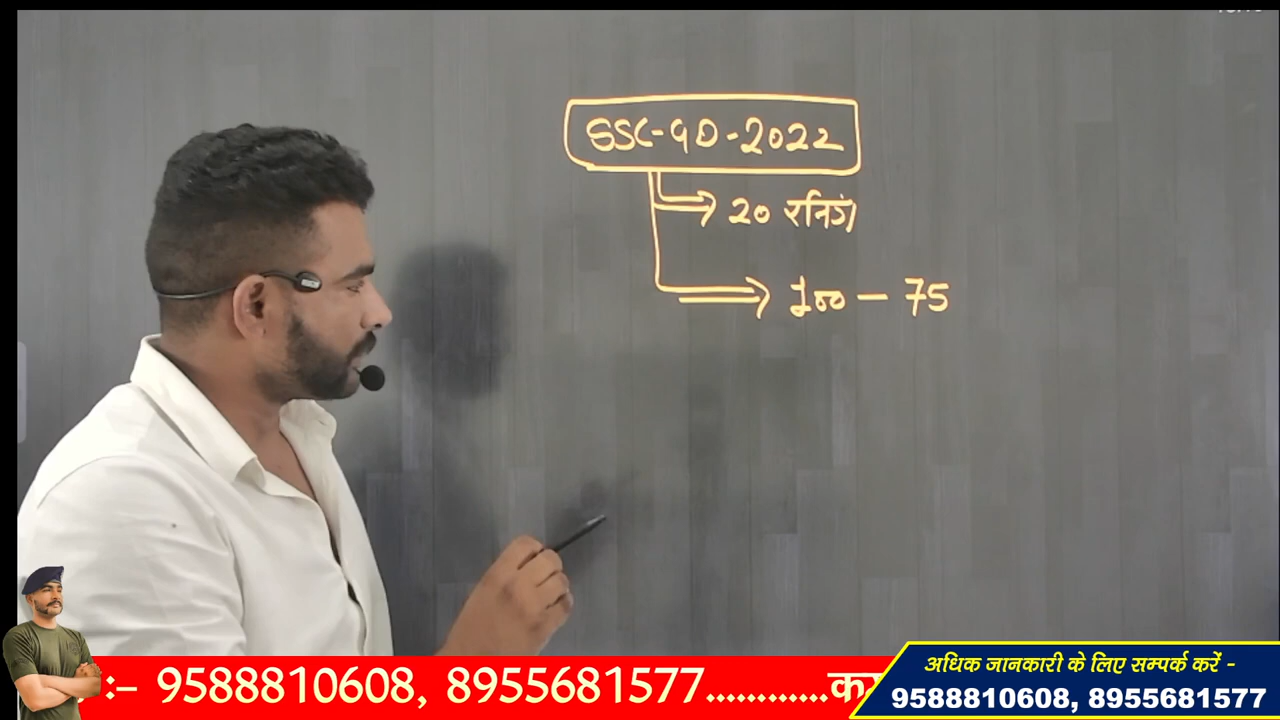 SSC-GD-2022
20 रनिंग
100 - 75
:- 9588810608, 8955681577............क
अधिक जानकारी के लिए सम्पर्क करें -
9588810608, 8955681577